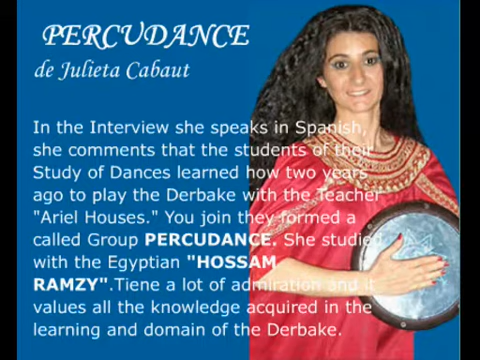 PERCUDANCE
de Julieta Cabaut
In the Interview she speaks in Spanish,
she comments that the students of their
Study of Dances learned how two years
ago to play the Derbake with the Teacher
"Ariel Houses." You join they formed a
called Group PERCUDANCE. She studied
with the Egyptian "HOSSAM
RAMZY".Tiene a lot of admiration and it
values all the knowledge acquired in the
learning and domain of the Derbake.